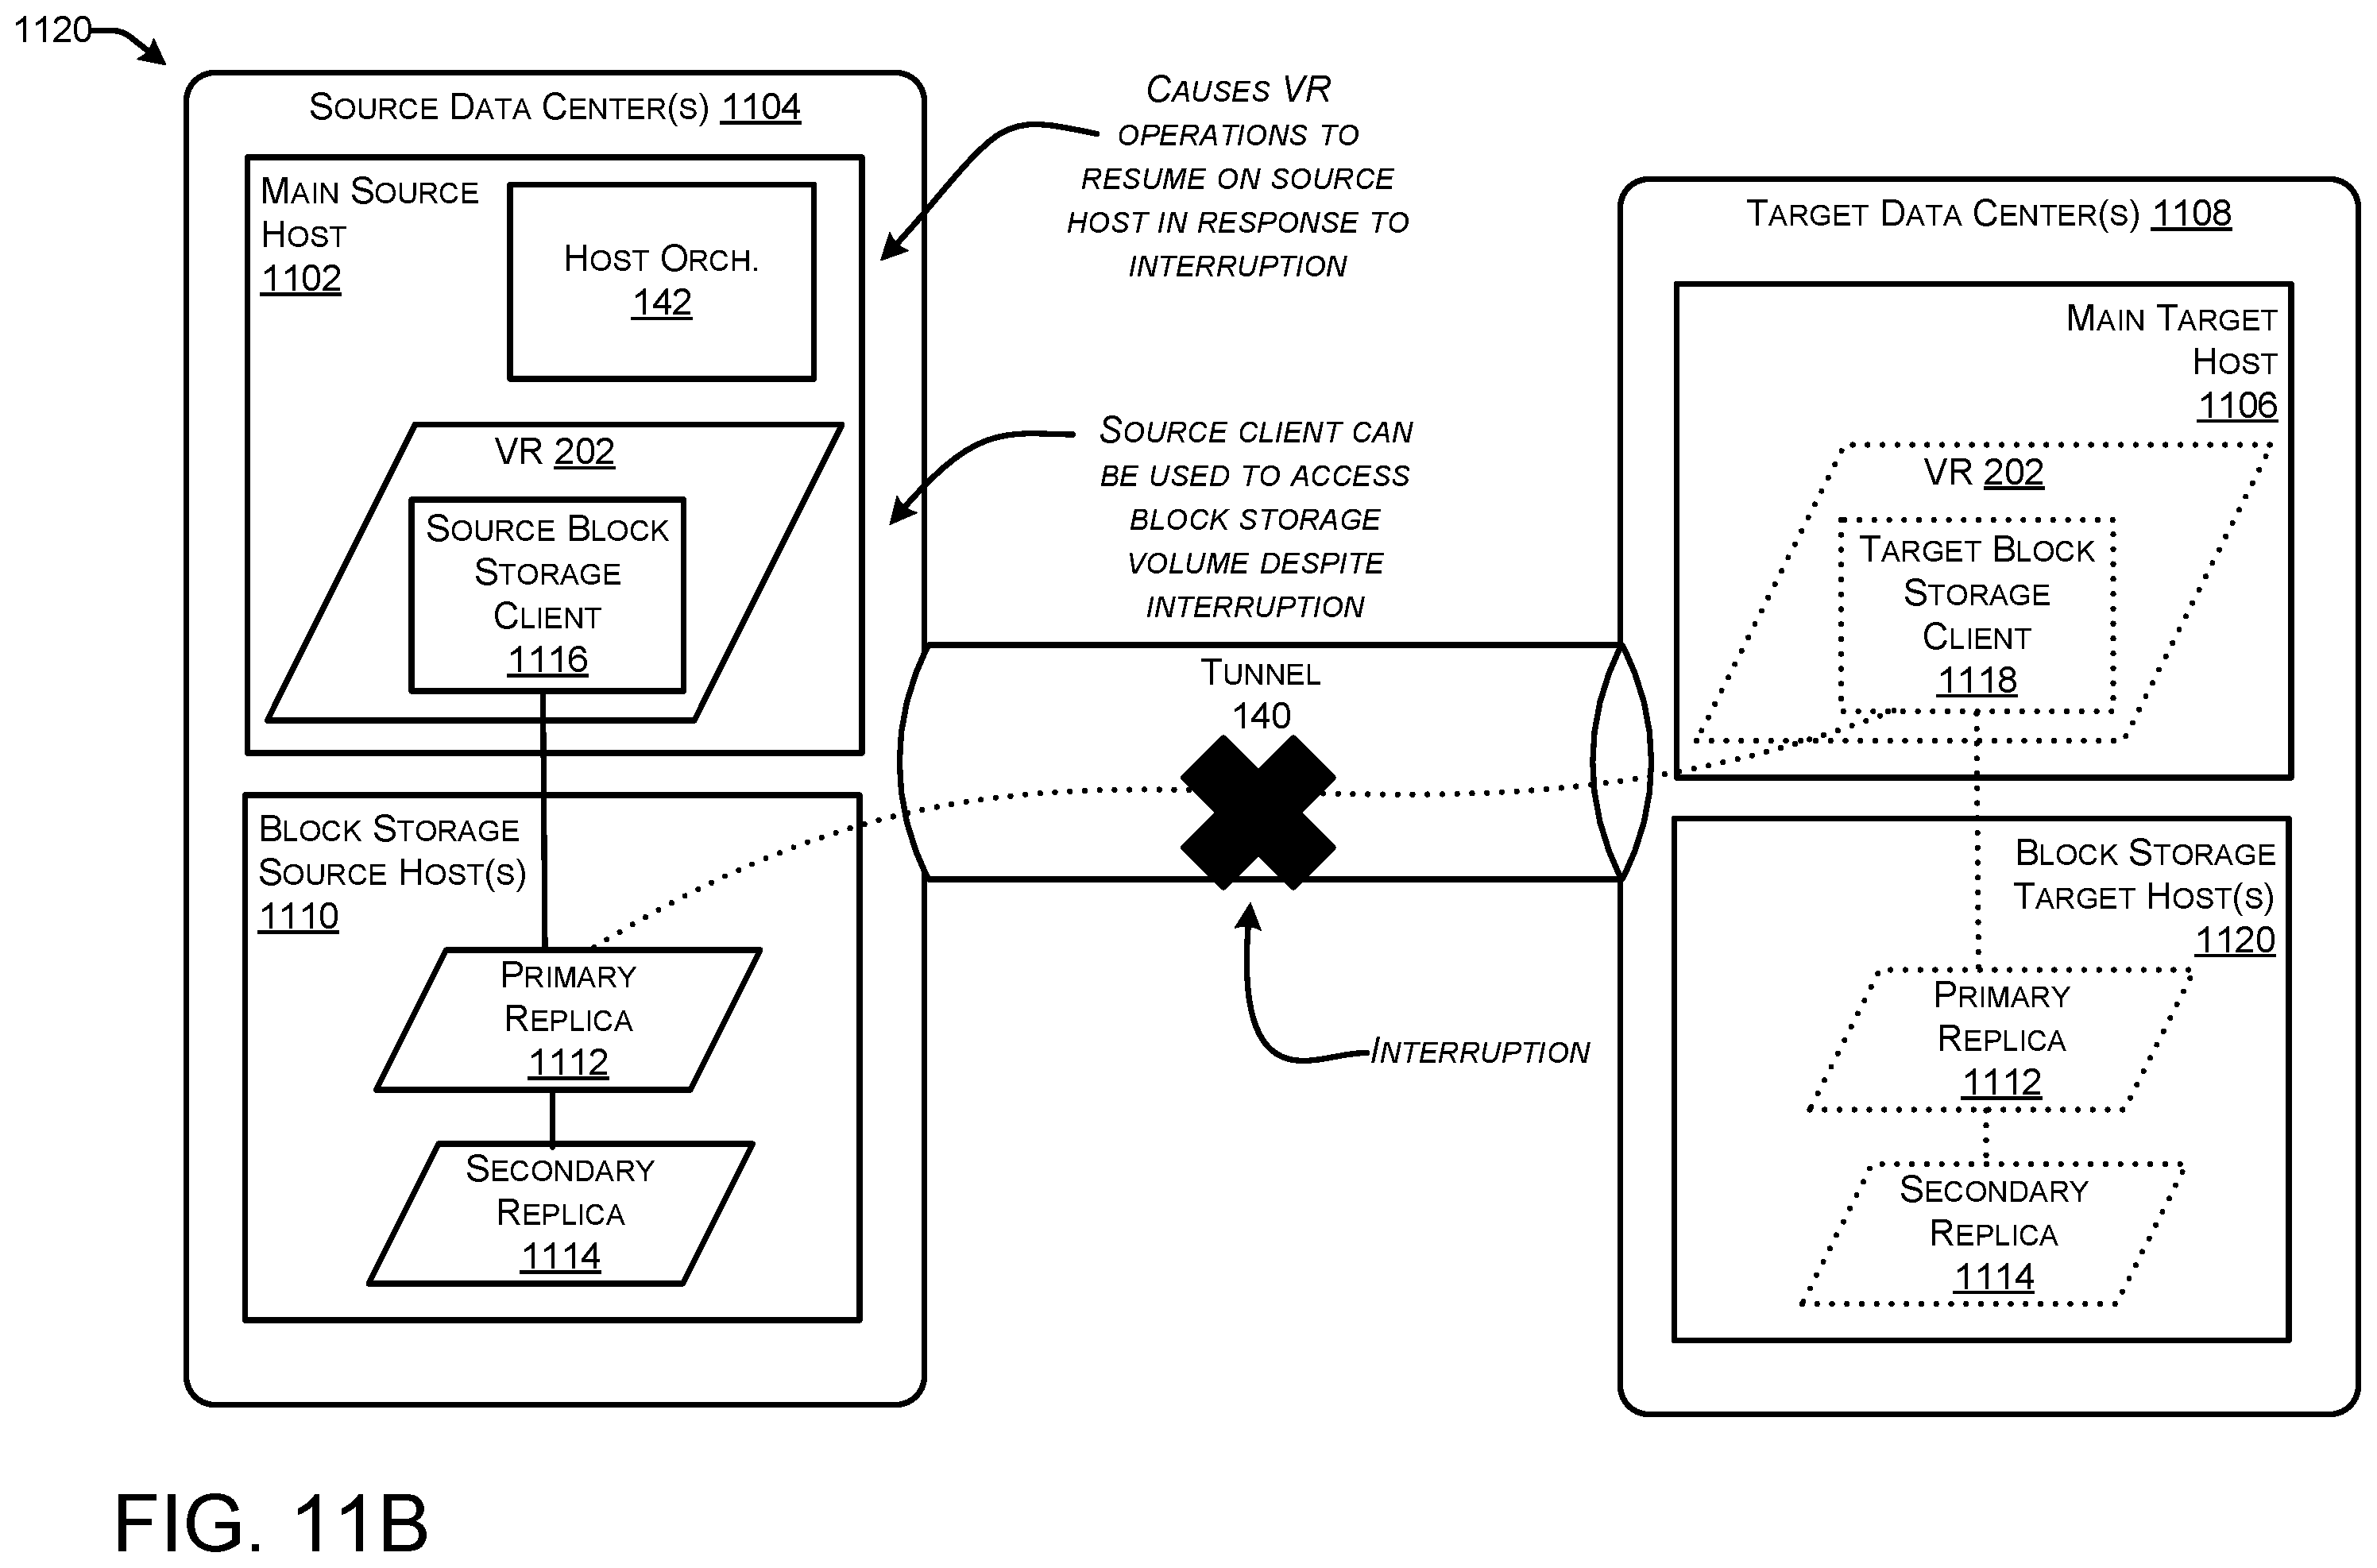 1120
SOURCE DATA CENTER(S) 1104
MAIN SOURCE
HOST
1102
HOST ORCH.
142
VR 202
SOURCE BLOCK
STORAGE
CLIENT
1116
BLOCK STORAGE
SOURCE HOST(S)
1110
PRIMARY
REPLICA
1112
SECONDARY
REPLICA
1114
CAUSES VR
OPERATIONS TO
RESUME ON SOURCE
HOST IN RESPONSE TO
INTERRUPTION
SOURCE CLIENT CAN
BE USED TO ACCESS
BLOCK STORAGE
VOLUME DESPITE
INTERRUPTION
TUNNEL
140
INTERRUPTION
TARGET DATA CENTER(S) 1108
MAIN TARGET
HOST
1106
VR 202
TARGET BLOCK
STORAGE
CLIENT
1118
BLOCK STORAGE
TARGET HOST(S)
1120
PRIMARY
REPLICA
1112
SECONDARY
REPLICA
1114
FIG. 11B